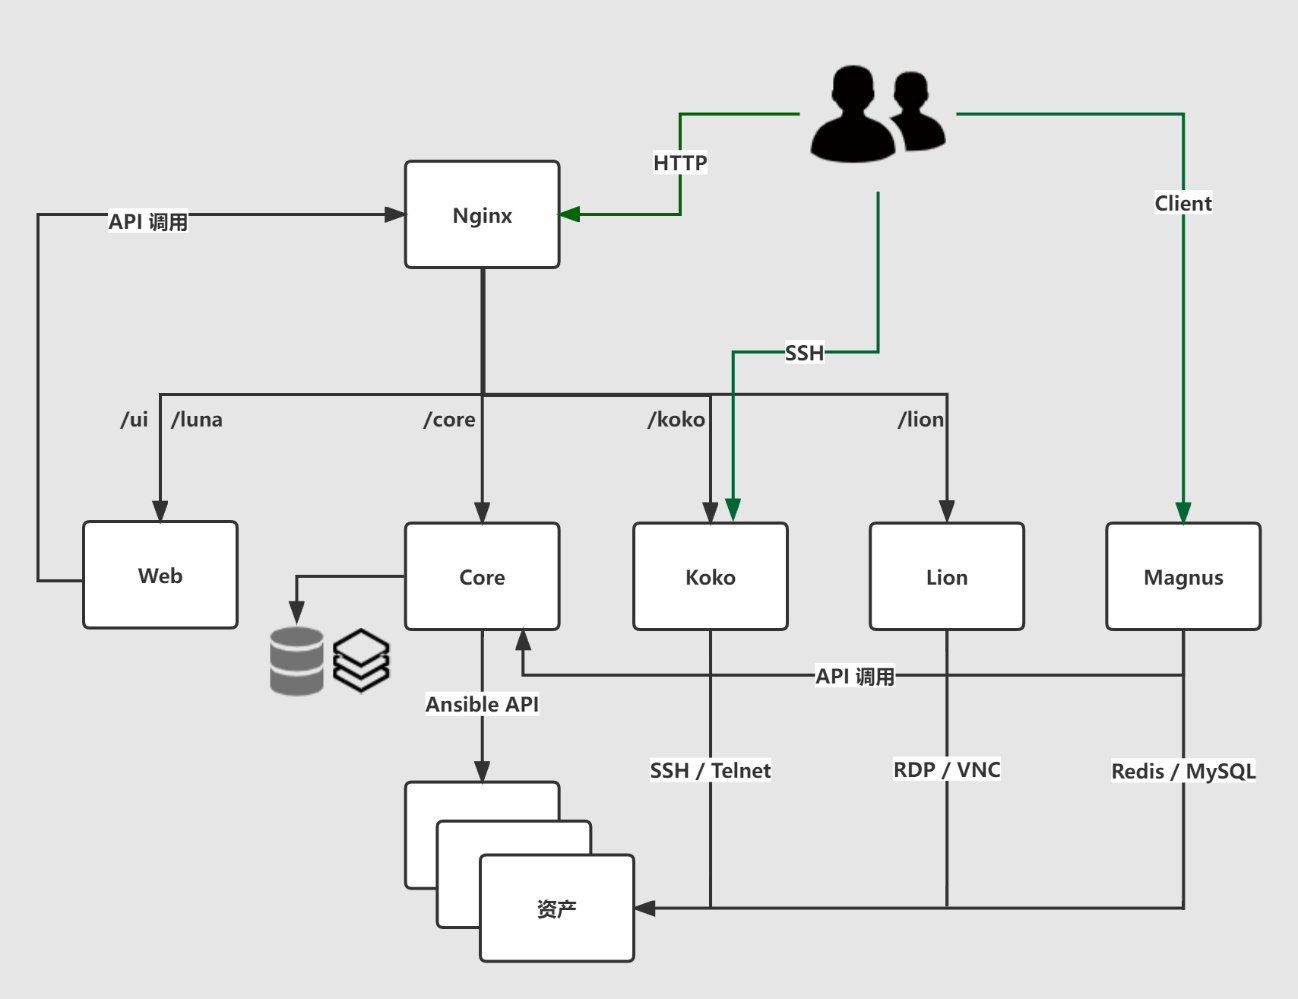 HTTP
Nginx
API 调用
Client
SSH
/ui
/luna
/core
/koko
/lion
Web
Core
Koko
Lion
Magnus
API 调用
Ansible API
SSH / Telnet
RDP / VNC
Redis / MySQL
资产